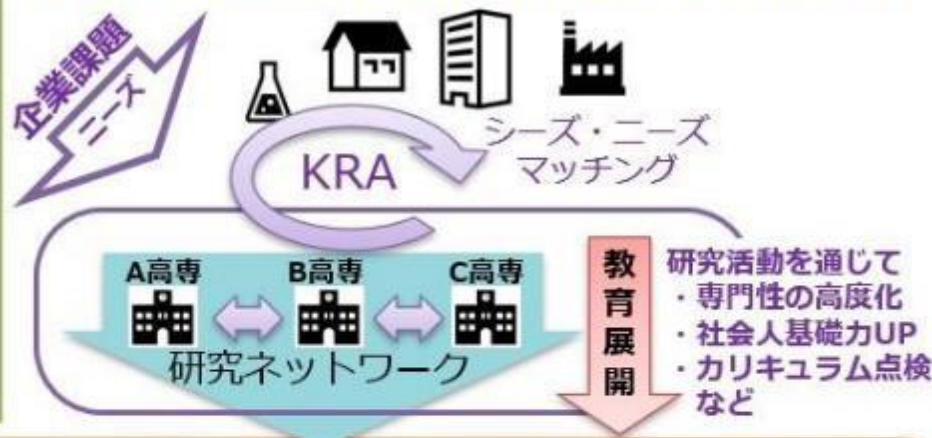 企業課題
ニーズ
シーズ・ニーズ
マッチング
KRA
A高専
B高専
C高専
研究ネットワーク
教育展開
研究活動を通じて
・専門性の高度化
・社会人基礎力UP
・カリキュラム点検
など